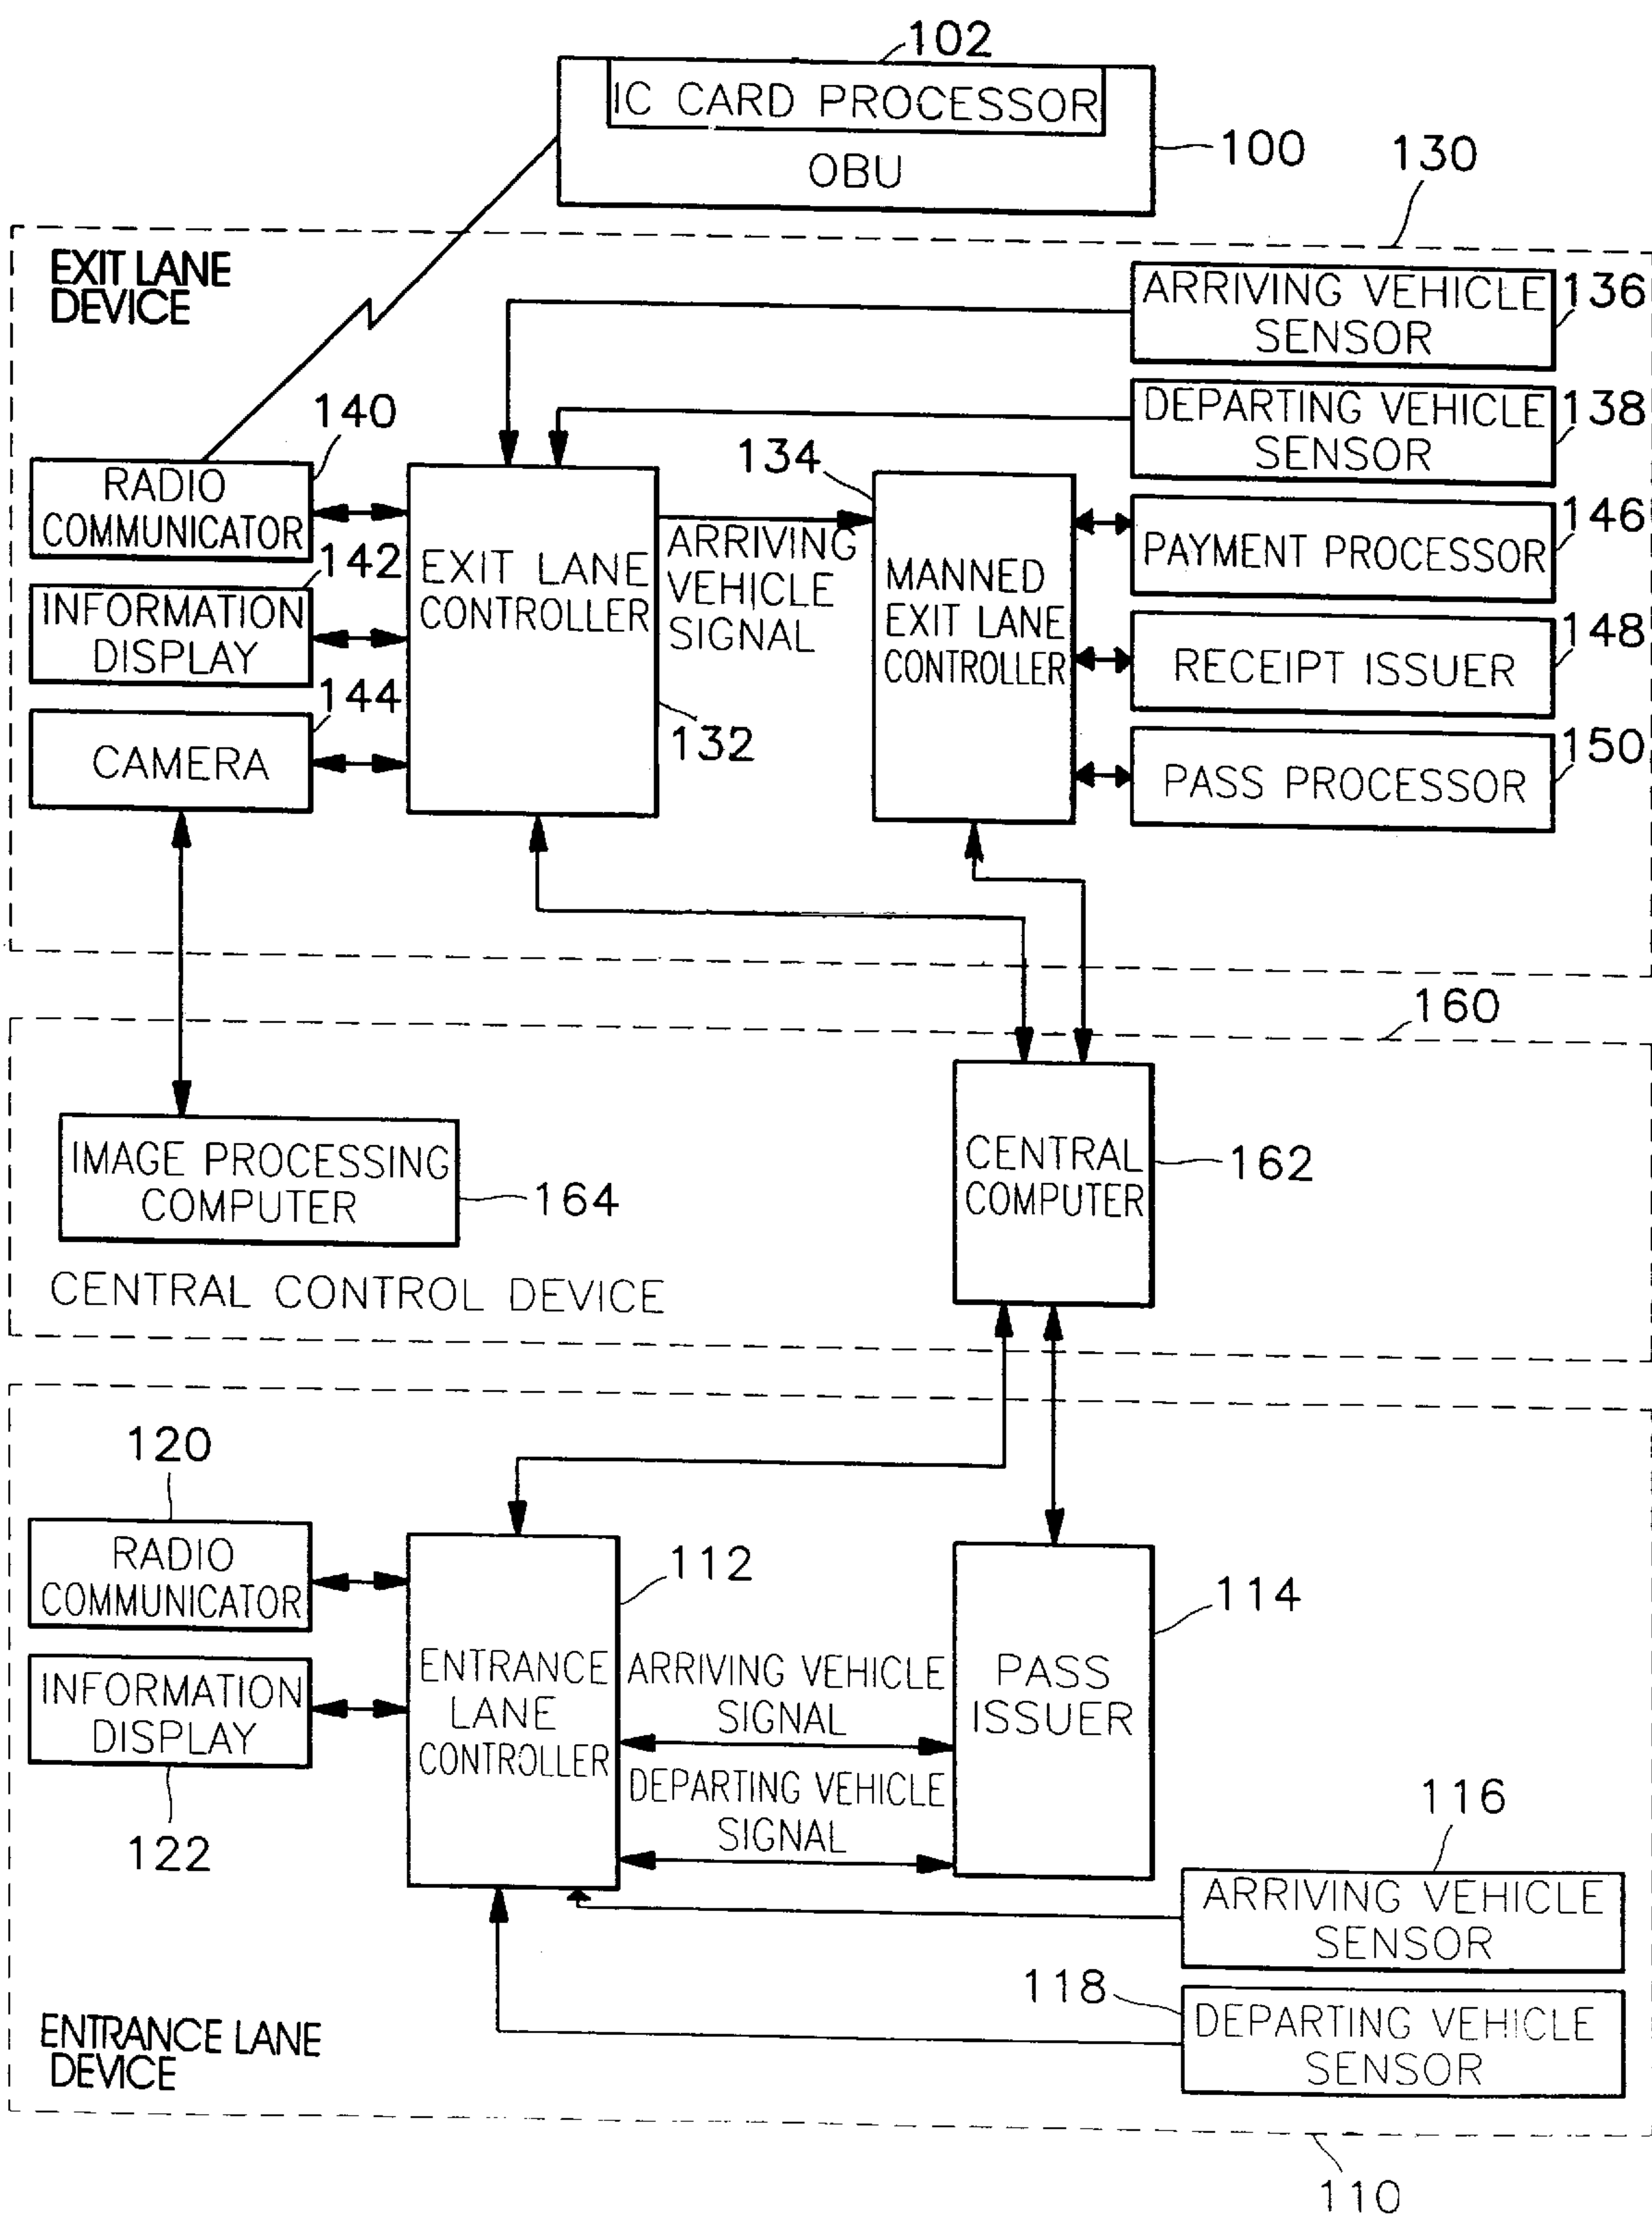 102
IC CARD PROCESSOR
100
OBU
130
EXIT LANE
DEVICE
ARRIVING VEHICLE
SENSOR
136
DEPARTING VEHICLE
SENSOR
138
140
RADIO
COMMUNICATOR
142
INFORMATION
DISPLAY
144
CAMERA
EXIT LANE
CONTROLLER
132
ARRIVING
VEHICLE
SIGNAL
134
MANNED
EXIT LANE
CONTROLLER
146
PAYMENT PROCESSOR
148
RECEIPT ISSUER
150
PASS PROCESSOR
160
IMAGE PROCESSING
COMPUTER
164
CENTRAL
COMPUTER
162
CENTRAL CONTROL DEVICE
120
RADIO
COMMUNICATOR
INFORMATION
DISPLAY
122
112
ENTRANCE
LANE
CONTROLLER
ARRIVING VEHICLE
SIGNAL
DEPARTING VEHICLE
SIGNAL
114
PASS
ISSUER
116
ARRIVING VEHICLE
SENSOR
118
DEPARTING VEHICLE
SENSOR
ENTRANCE LANE
DEVICE
110